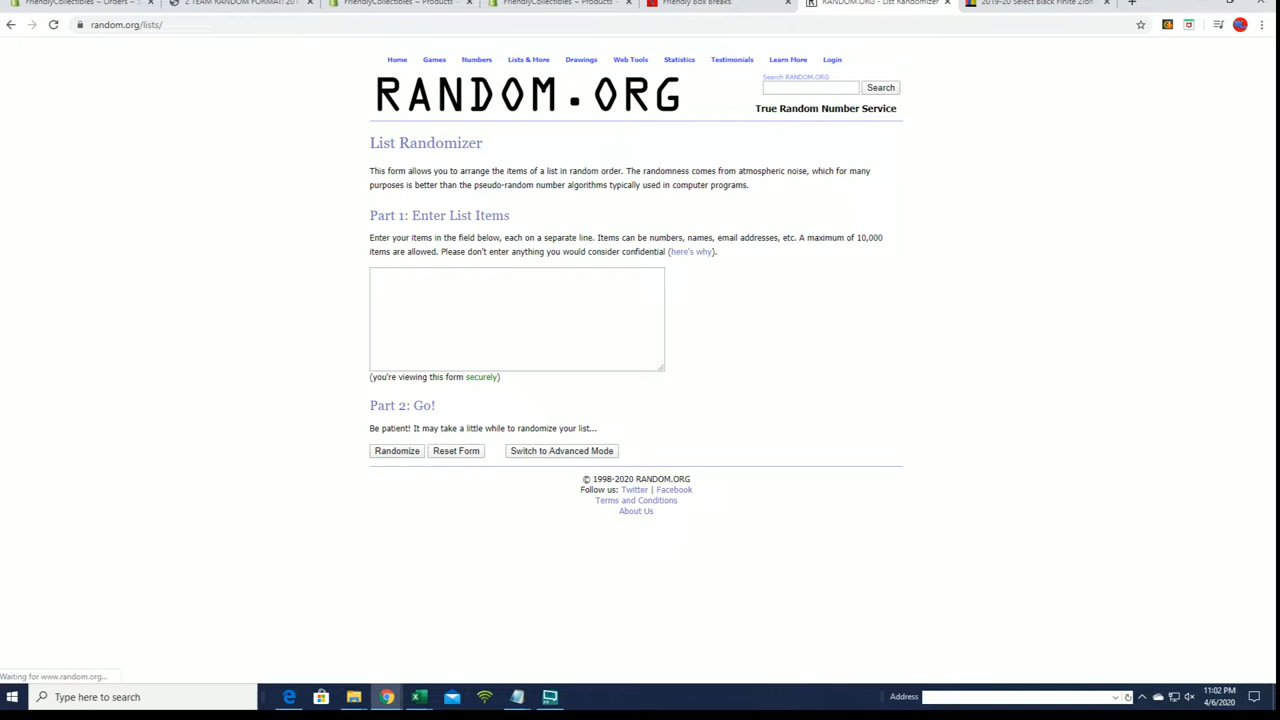 FriendlyCollectibles ~ Orders ~ S
2 TEAM RANDOM FORMAT! 20
FriendlyCollectibles ~ Products ~
FriendlyCollectibles ~ Products ~
Friendly Box Breaks
RANDOM.ORG - List Randomizer
2019-20 Select Black Finite Zion
random.org/lists/
Home Games Numbers Lists & More Drawings Web Tools Statistics Testimonials Learn More Login
RANDOM.ORG
Search RANDOM.ORG
Search
True Random Number Service
List Randomizer
This form allows you to arrange the items of a list in random order. The randomness comes from atmospheric noise, which for many
purposes is better than the pseudo-random number algorithms typically used in computer programs.
Part 1: Enter List Items
Enter your items in the field below, each on a separate line. Items can be numbers, names, email addresses, etc. A maximum of 10,000
items are allowed. Please don't enter anything you would consider confidential (here's why).
(you're viewing this form securely)
Part 2: Go!
Be patient! It may take a little while to randomize your list...
Randomize Reset Form Switch to Advanced Mode
© 1998-2020 RANDOM.ORG
Follow us: Twitter | Facebook
Terms and Conditions
About Us
Waiting for www.random.org...
Type here to search
Address
11:02 PM
4/6/2020